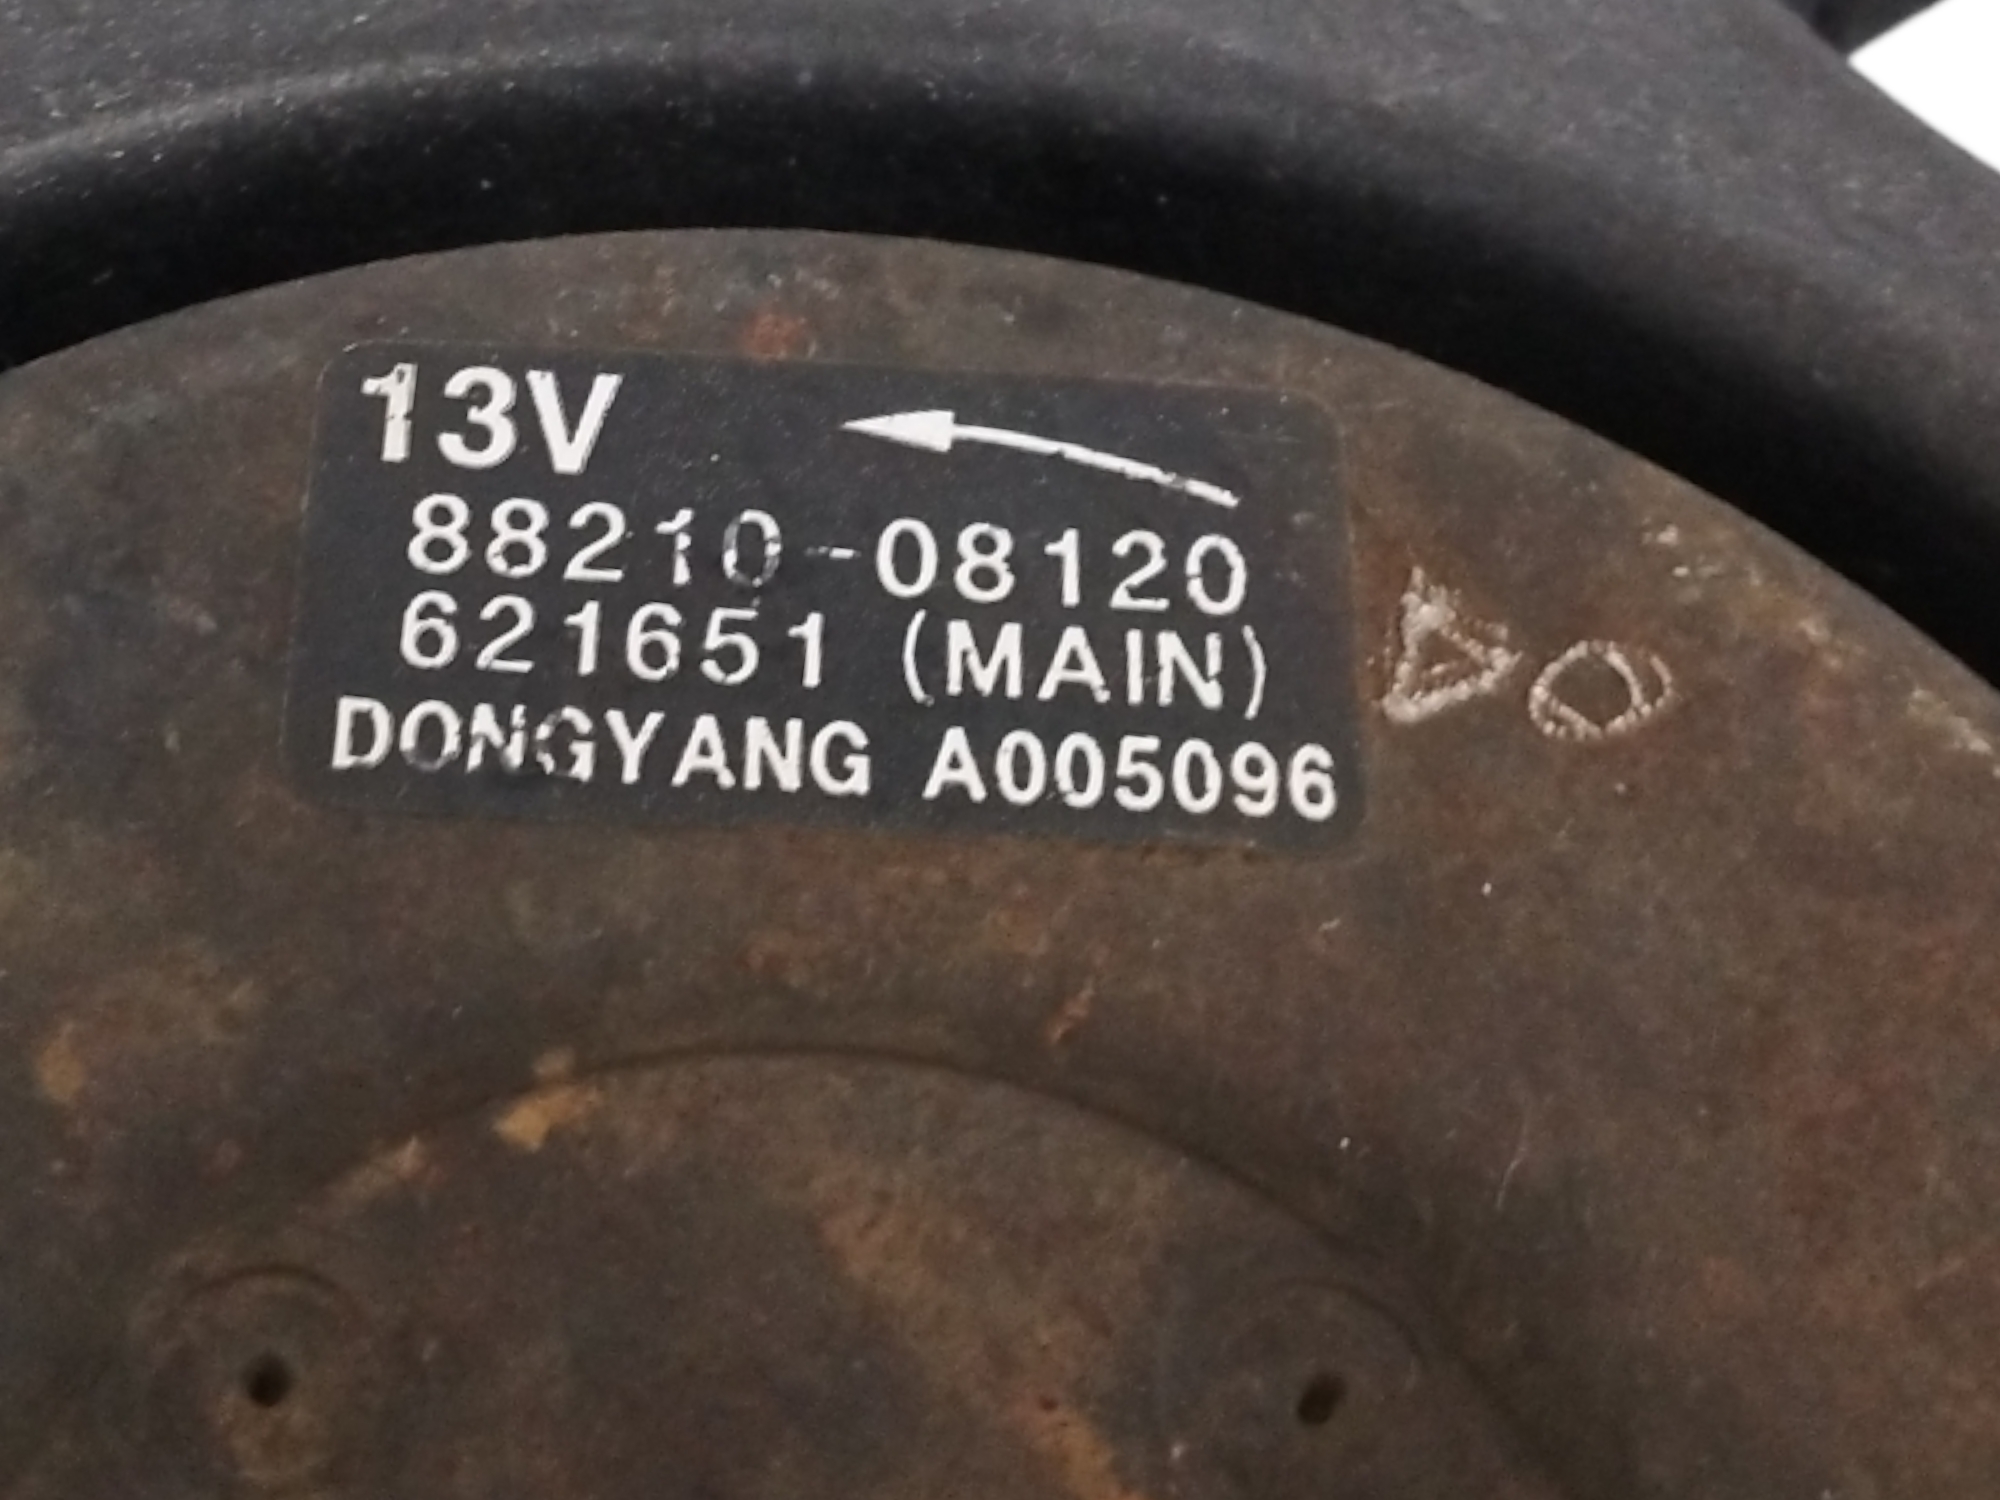 13V
88210-08120
621651 (MAIN)
DONGYANG A005096